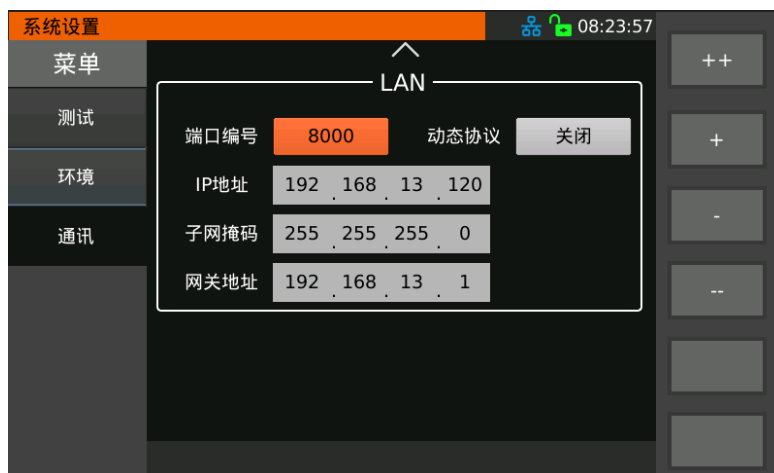 系统设置 08:23:57
菜单
测试
环境
通讯
LAN
端口编号 8000 动态协议 关闭
IP地址 192 . 168 . 13 . 120
子网掩码 255 . 255 . 255 . 0
网关地址 192 . 168 . 13 . 1
++
+
-
--